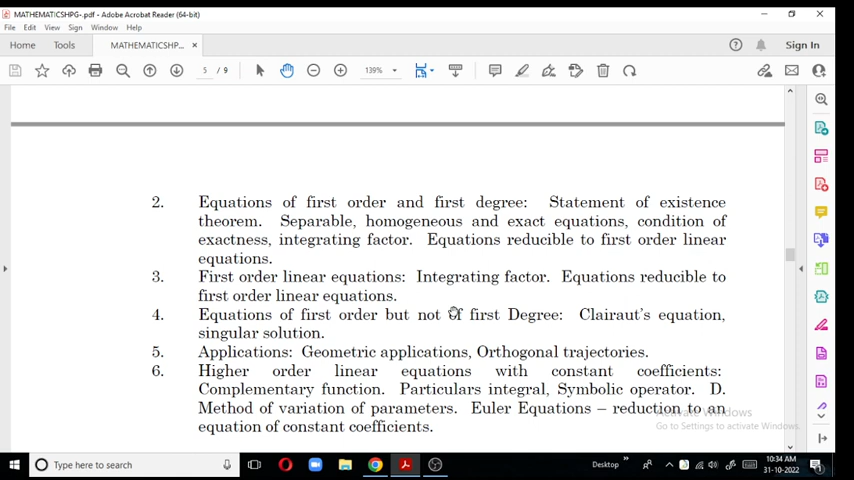 MATHEMATICSHPG-.pdf - Adobe Acrobat Reader (64-bit)
File Edit View Sign Window Help
Home Tools MATHEMATICSHP... × Sign In
5 / 9 139%
2. Equations of first order and first degree: Statement of existence
theorem. Separable, homogeneous and exact equations, condition of
exactness, integrating factor. Equations reducible to first order linear
equations.
3. First order linear equations: Integrating factor. Equations reducible to
first order linear equations.
4. Equations of first order but not of first Degree: Clairaut's equation,
singular solution.
5. Applications: Geometric applications, Orthogonal trajectories.
6. Higher order linear equations with constant coefficients:
Complementary function. Particulars integral, Symbolic operator. D.
Method of variation of parameters. Euler Equations – reduction to an
equation of constant coefficients.
Activate Windows
Go to Settings to activate Windows.
Type here to search
Desktop
10:34 AM
31-10-2022